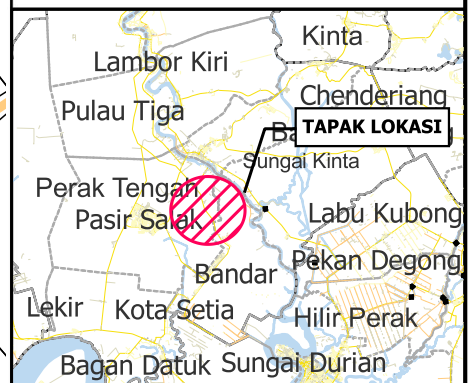 Kinta
Lambor Kiri
Chenderiang
Pulau Tiga
TAPAK LOKASI
Sungai Kinta
Perak Tengah
Pasir Salak
Labu Kubong
Pekan Degong
Bandar
Lekir
Kota Setia
Hilir Perak
Bagan Datuk
Sungai Durian